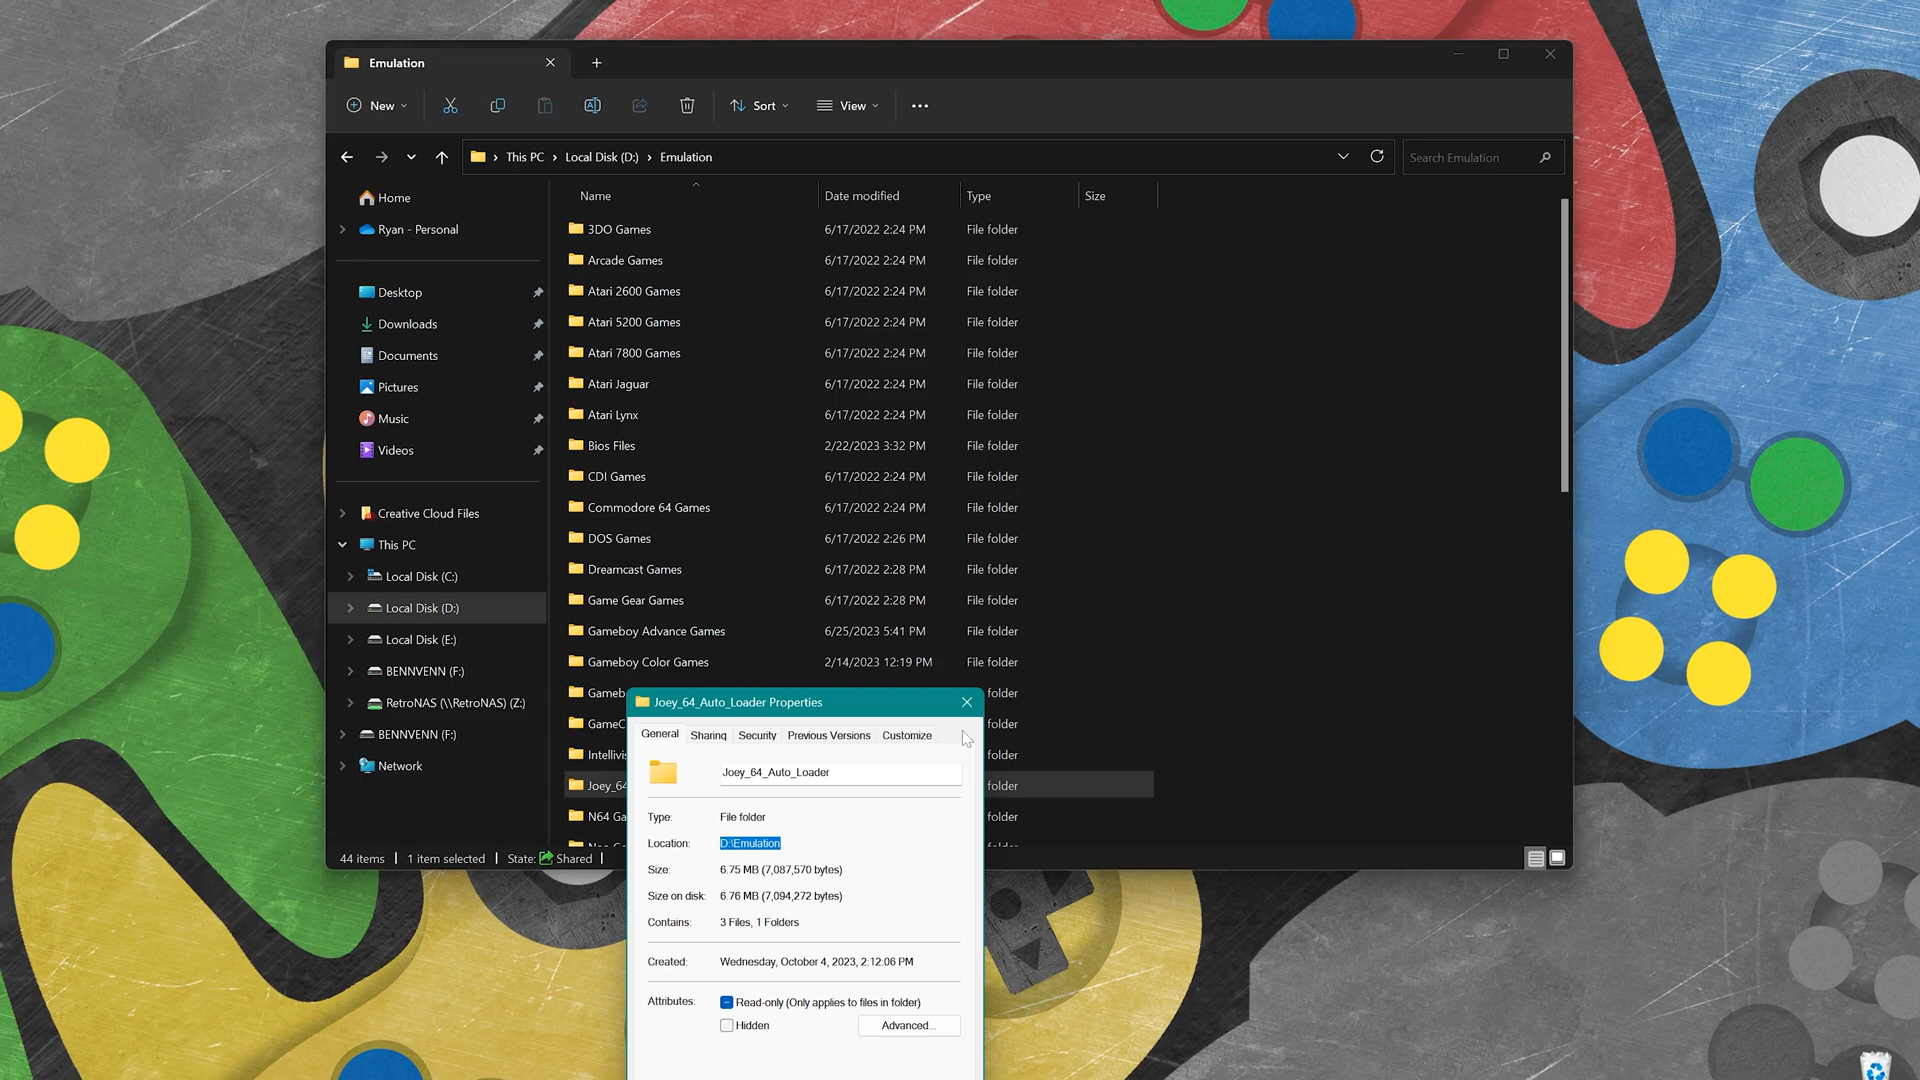 Emulation
New
Sort
View
This PC > Local Disk (D:) > Emulation
Search Emulation
Home
Ryan - Personal
Desktop
Downloads
Documents
Pictures
Music
Videos
Creative Cloud Files
This PC
Local Disk (C:)
Local Disk (D:)
Local Disk (E:)
BENNVENN (F:)
RetroNAS (\\RetroNAS) (Z:)
BENNVENN (F:)
Network
Name Date modified Type Size
3DO Games 6/17/2022 2:24 PM File folder
Arcade Games 6/17/2022 2:24 PM File folder
Atari 2600 Games 6/17/2022 2:24 PM File folder
Atari 5200 Games 6/17/2022 2:24 PM File folder
Atari 7800 Games 6/17/2022 2:24 PM File folder
Atari Jaguar 6/17/2022 2:24 PM File folder
Atari Lynx 6/17/2022 2:24 PM File folder
Bios Files 2/22/2023 3:32 PM File folder
CDI Games 6/17/2022 2:24 PM File folder
Commodore 64 Games 6/17/2022 2:24 PM File folder
DOS Games 6/17/2022 2:26 PM File folder
Dreamcast Games 6/17/2022 2:28 PM File folder
Game Gear Games 6/17/2022 2:28 PM File folder
Gameboy Advance Games 6/25/2023 5:41 PM File folder
Gameboy Color Games 2/14/2023 12:19 PM File folder
Gameb folder
GameC folder
Intellivis folder
Joey_64 folder
N64 Ga folder
44 items 1 item selected State: Shared
Joey_64_Auto_Loader Properties
General Sharing Security Previous Versions Customize
Joey_64_Auto_Loader
Type: File folder
Location: D:\Emulation
Size: 6.75 MB (7,087,570 bytes)
Size on disk: 6.76 MB (7,094,272 bytes)
Contains: 3 Files, 1 Folders
Created: Wednesday, October 4, 2023, 2:12:06 PM
Attributes: Read-only (Only applies to files in folder)
Hidden Advanced...